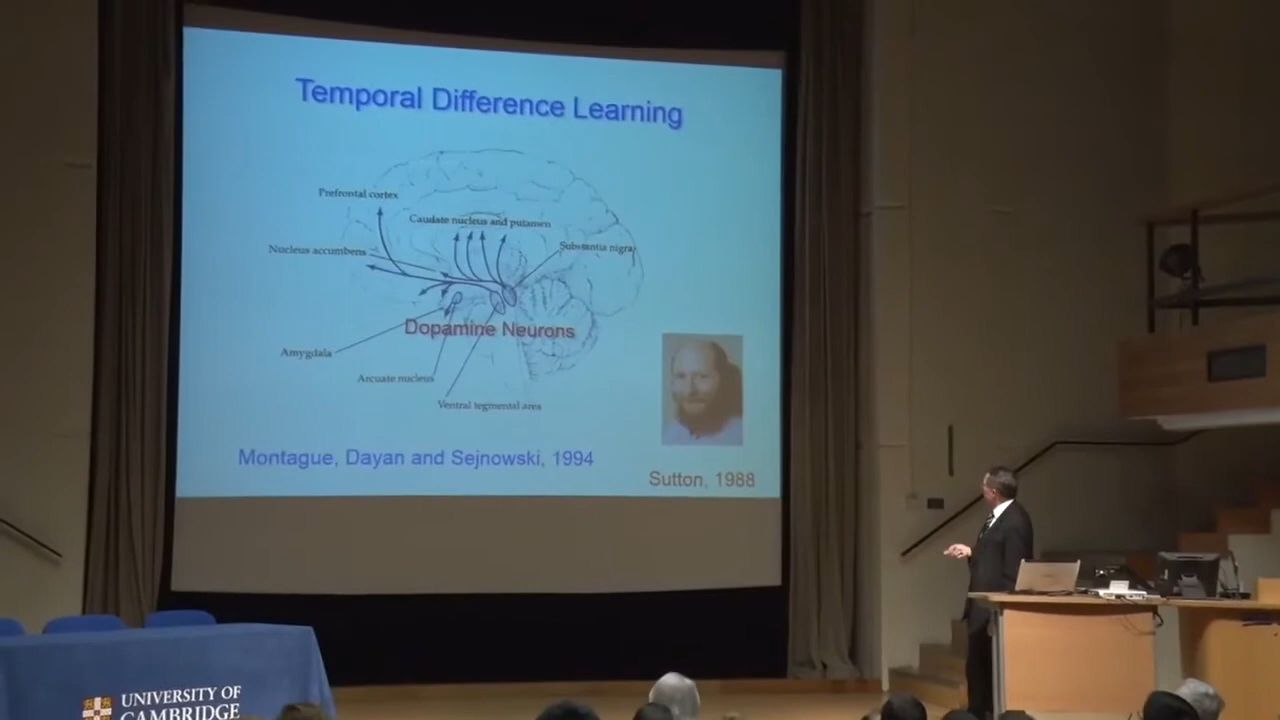 Temporal Difference Learning
Prefrontal cortex
Caudate nucleus and putamen
Nucleus accumbens
Substantia nigra
Dopamine Neurons
Amygdala
Arcuate nucleus
Ventral tegmental area
Montague, Dayan and Sejnowski, 1994
Sutton, 1988
UNIVERSITY OF
CAMBRIDGE